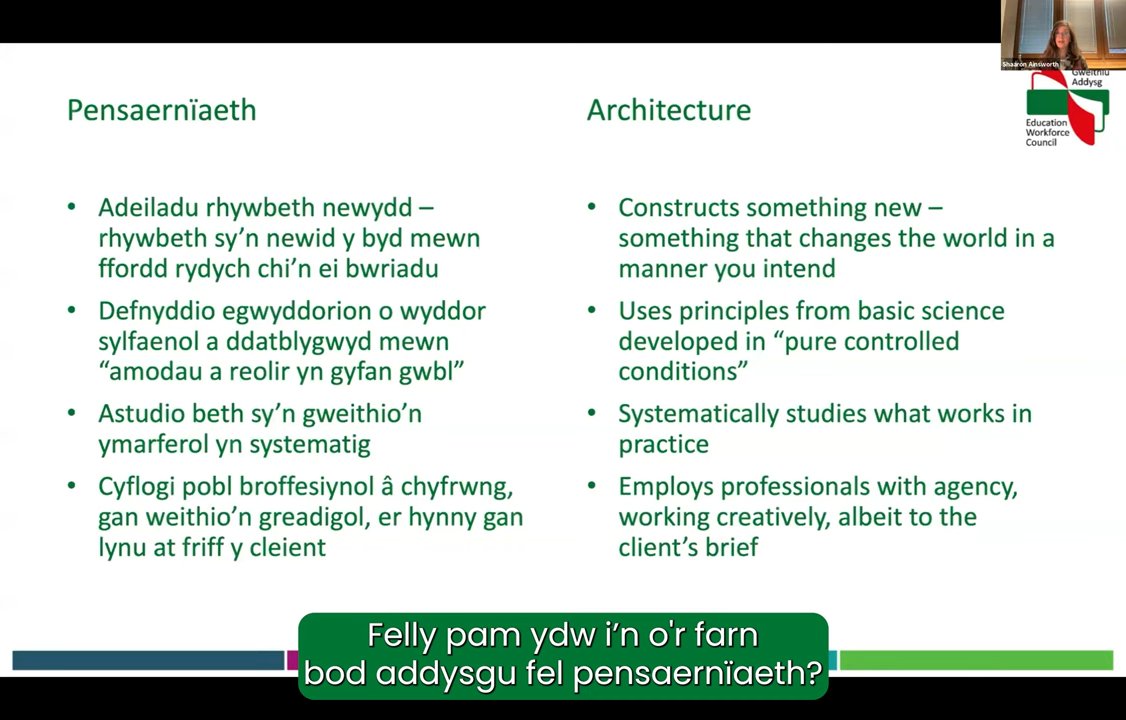 Shaaron Ainsworth
Gweithlu
Addysg
Education
Workforce
Council
Pensaernïaeth
• Adeiladu rhywbeth newydd –
rhywbeth sy’n newid y byd mewn
ffordd rydych chi’n ei bwriadu
• Defnyddio egwyddorion o wyddor
sylfaenol a ddatblygwyd mewn
“amodau a reolir yn gyfan gwbl”
• Astudio beth sy’n gweithio’n
ymarferol yn systematig
• Cyflogi pobl broffesiynol â chyfrwng,
gan weithio’n greadigol, er hynny gan
lynu at friff y cleient
Architecture
• Constructs something new –
something that changes the world in a
manner you intend
• Uses principles from basic science
developed in “pure controlled
conditions”
• Systematically studies what works in
practice
• Employs professionals with agency,
working creatively, albeit to the
client’s brief
Felly pam ydw i’n o'r farn
bod addysgu fel pensaernïaeth?